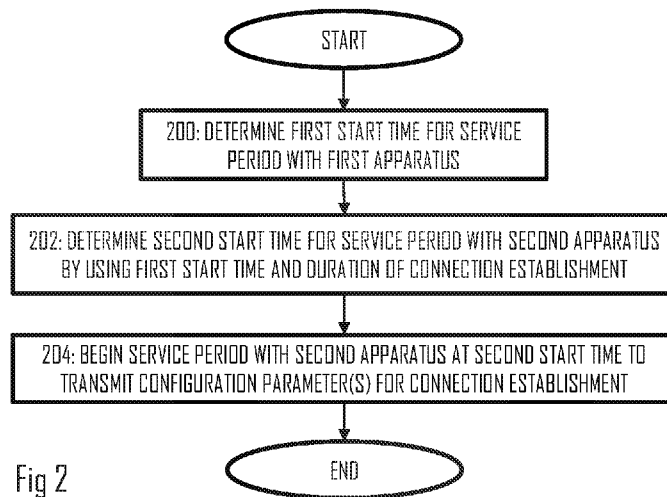 START
200: DETERMINE FIRST START TIME FOR SERVICE
PERIOD WITH FIRST APPARATUS
202: DETERMINE SECOND START TIME FOR SERVICE PERIOD WITH SECOND APPARATUS
BY USING FIRST START TIME AND DURATION OF CONNECTION ESTABLISHMENT
204: BEGIN SERVICE PERIOD WITH SECOND APPARATUS AT SECOND START TIME TO
TRANSMIT CONFIGURATION PARAMETER(S) FOR CONNECTION ESTABLISHMENT
END
Fig 2